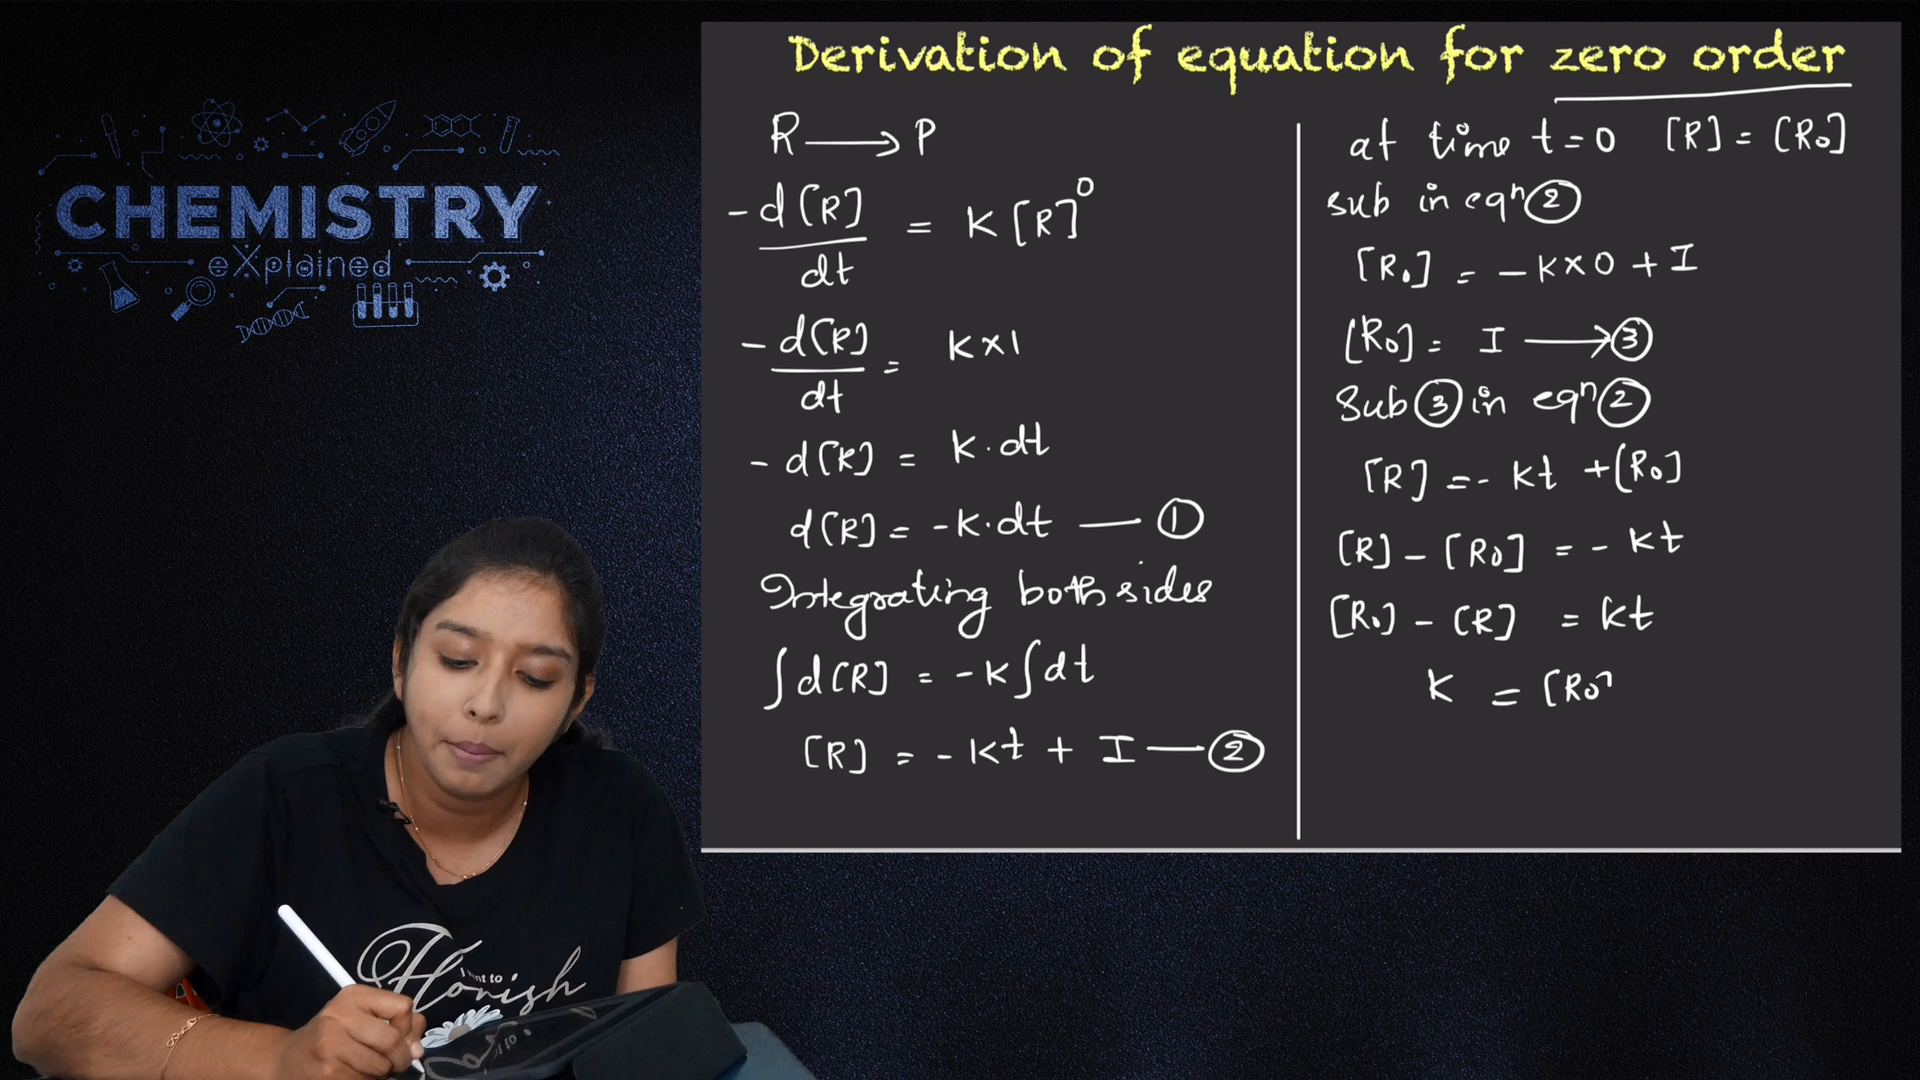 CHEMISTRY
eXplained
Derivation of equation for zero order
R ⟶ P
-d[R]/dt = K[R]⁰
-d[R]/dt = K×1
-d[R] = K·dt
d[R] = -K·dt — ①
Integrating both sides
∫d[R] = -K∫dt
[R] = -Kt + I — ②
at time t=0 [R] = [R₀]
sub in eqⁿ ②
[R₀] = -K×0 + I
[R₀] = I ⟶ ③
Sub ③ in eqⁿ ②
[R] = -Kt + [R₀]
[R] - [R₀] = -Kt
[R₀] - [R] = Kt
K = [R₀]
to
Flourish